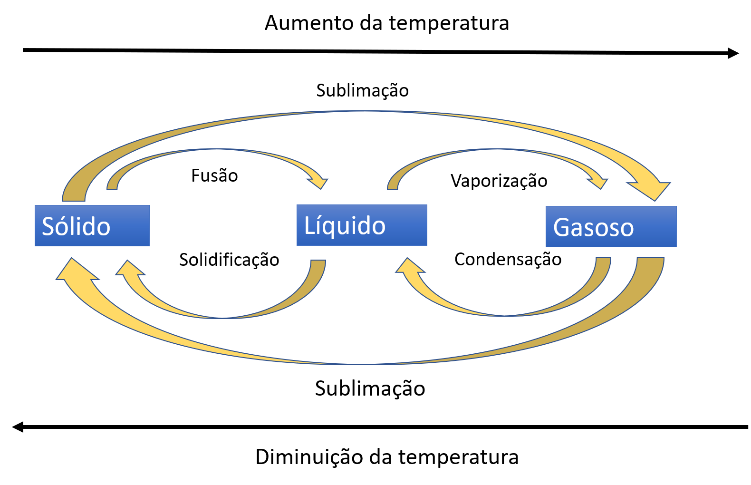 Aumento da temperatura
Sublimação
Fusão
Vaporização
Sólido
Líquido
Gasoso
Solidificação
Condensação
Sublimação
Diminuição da temperatura